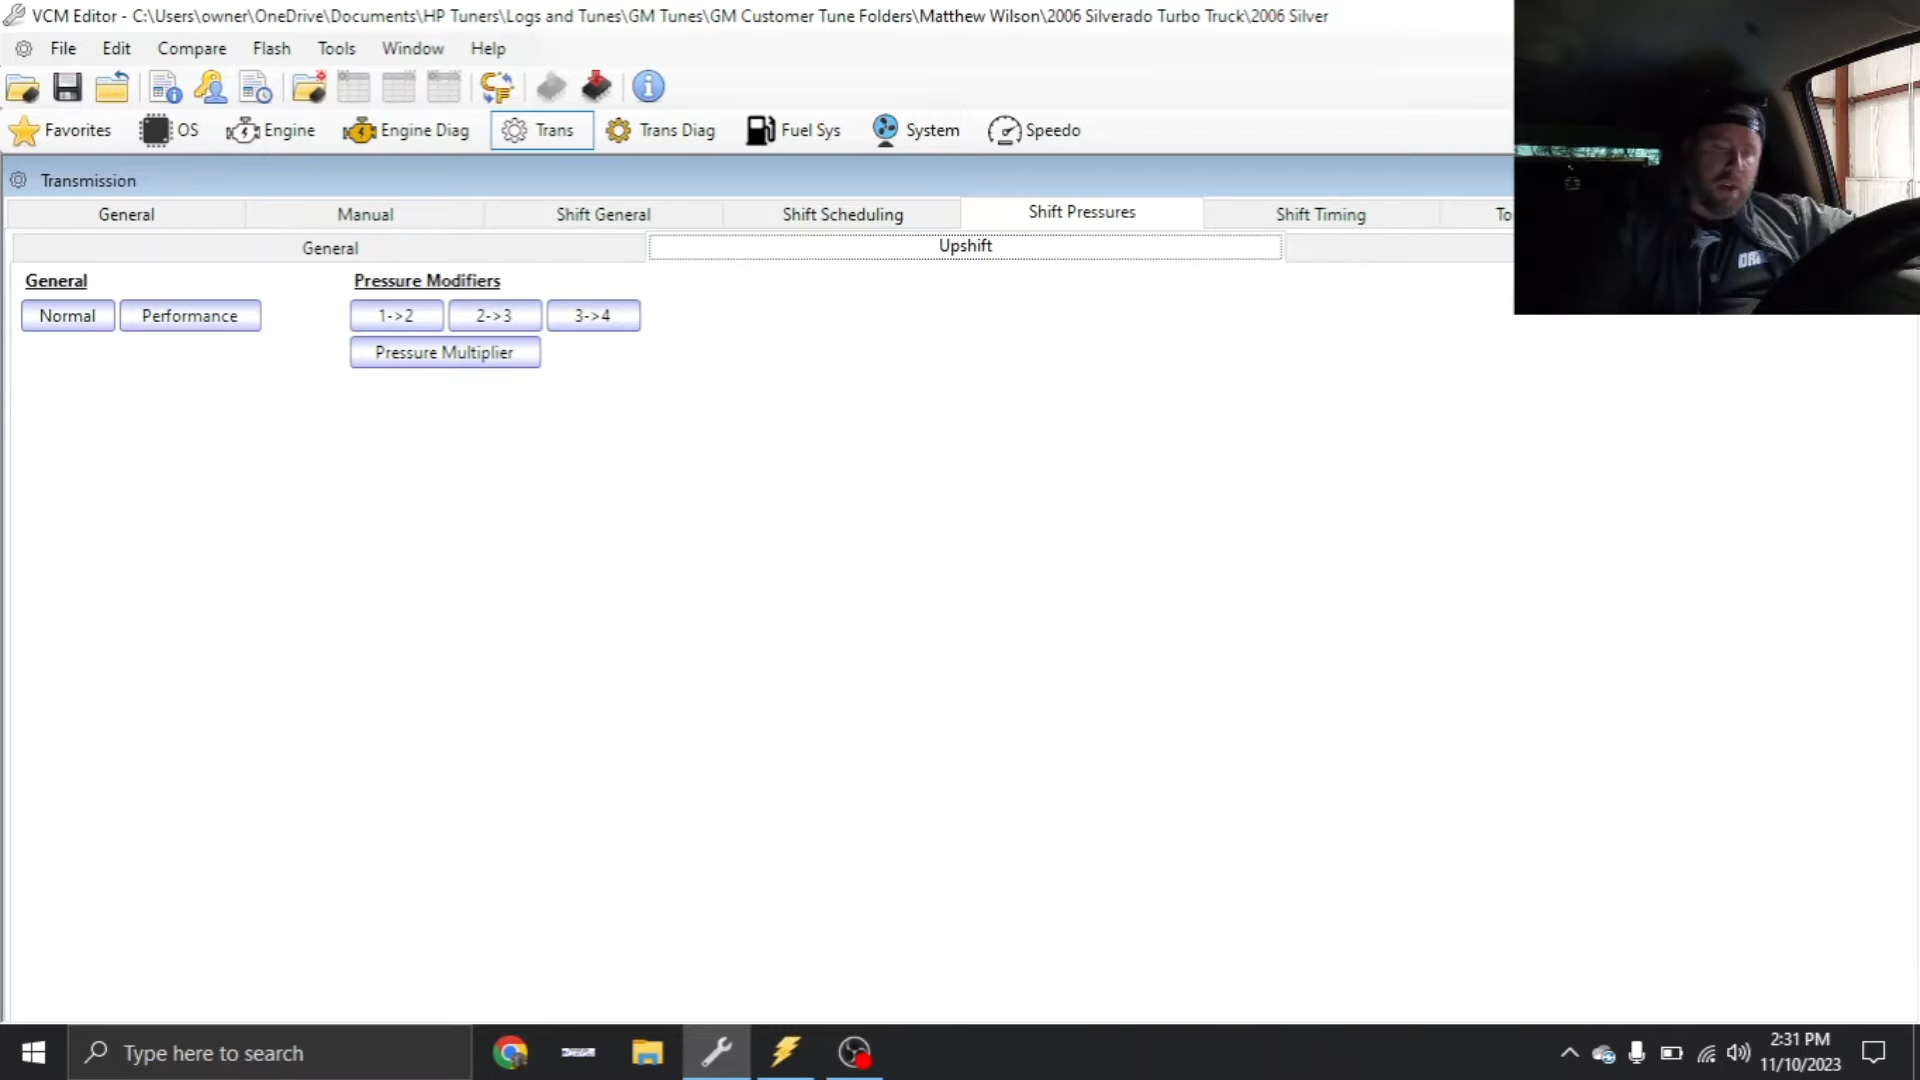 VCM Editor - C:\Users\owner\OneDrive\Documents\HP Tuners\Logs and Tunes\GM Tunes\GM Customer Tune Folders\Matthew Wilson\2006 Silverado Turbo Truck\2006 Silver
File Edit Compare Flash Tools Window Help
Favorites OS Engine Engine Diag Trans Trans Diag Fuel Sys System Speedo
Transmission
General Manual Shift General Shift Scheduling Shift Pressures Shift Timing To
General Upshift
General Pressure Modifiers
Normal Performance 1->2 2->3 3->4
Pressure Multiplier
Type here to search
2:31 PM
11/10/2023